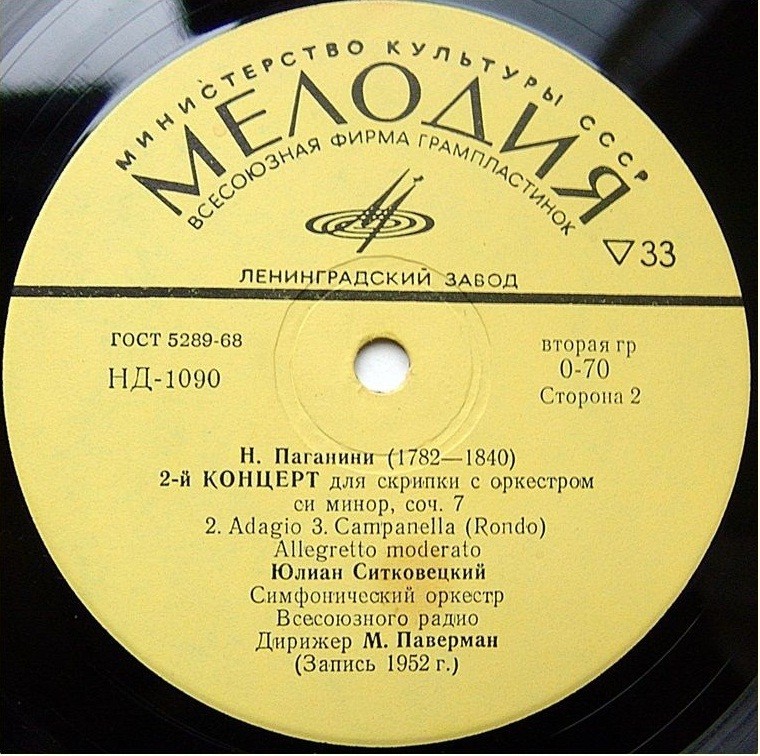 МИНИСТЕРСТВО КУЛЬТУРЫ СССР
МЕЛОДИЯ
ВСЕСОЮЗНАЯ ФИРМА ГРАМПЛАСТИНОК
33
ЛЕНИНГРАДСКИЙ ЗАВОД
ГОСТ 5289-68
НД-1090
вторая гр
0-70
Сторона 2
Н. Паганини (1782—1840)
2-й КОНЦЕРТ для скрипки с оркестром
си минор, соч. 7
2. Adagio 3. Campanella (Rondo)
Allegretto moderato
Юлиан Ситковецкий
Симфонический оркестр
Всесоюзного радио
Дирижер М. Паверман
(Запись 1952 г.)